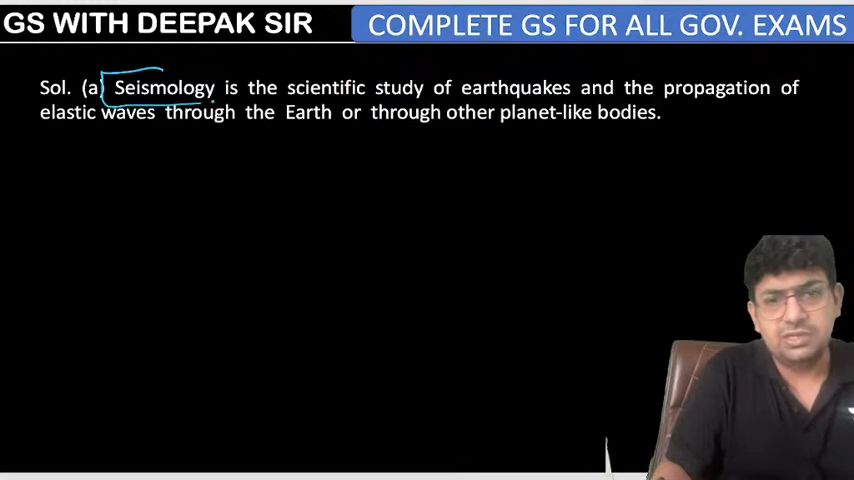 GS WITH DEEPAK SIR
COMPLETE GS FOR ALL GOV. EXAMS
Sol. (a) Seismology is the scientific study of earthquakes and the propagation of
elastic waves through the Earth or through other planet-like bodies.